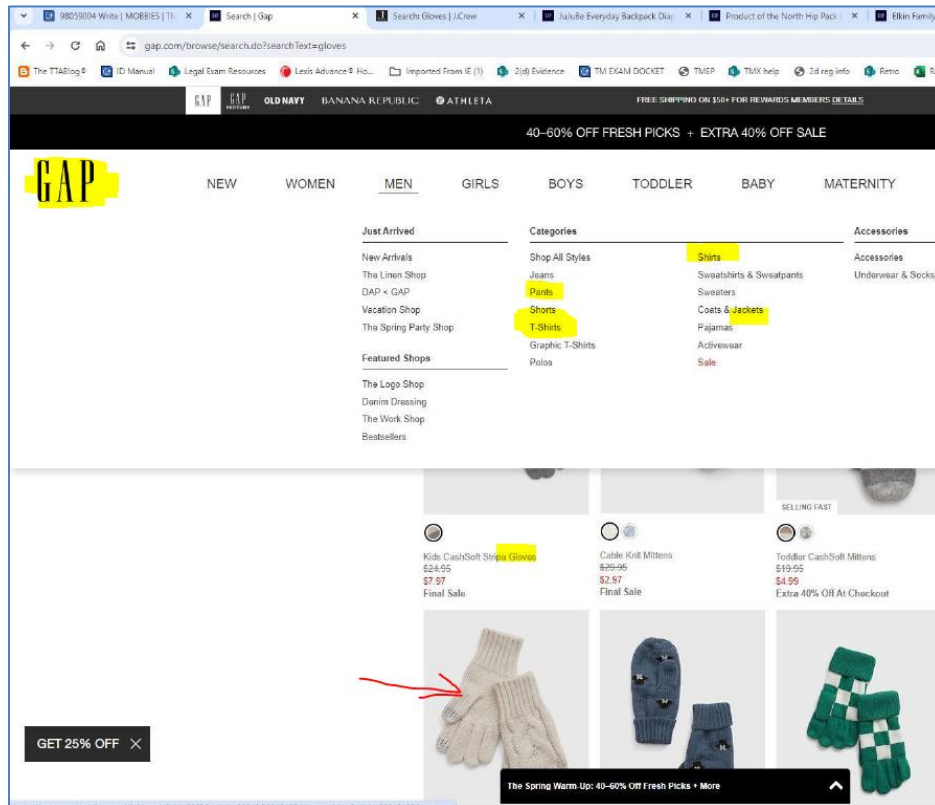 98059004 Write | MOBBIES | T
Search | Gap
Search: Gloves | J.Crew
JuJuBe Everyday Backpack Diap
Product of the North Hip Pack |
Elkin Family
gap.com/browse/search.do?searchText=gloves
The TTABlog®
ID Manual
Legal Exam Resources
Lexis Advance® Ho...
Imported From IE (1)
2(d) Evidence
TM EXAM DOCKET
TMEP
TMX help
2d reg info
Retro
GAP
GAP FACTORY
OLD NAVY
BANANA REPUBLIC
ATHLETA
FREE SHIPPING ON $50+ FOR REWARDS MEMBERS DETAILS
40–60% OFF FRESH PICKS + EXTRA 40% OFF SALE
GAP
NEW
WOMEN
MEN
GIRLS
BOYS
TODDLER
BABY
MATERNITY
Just Arrived
New Arrivals
The Linen Shop
DAP × GAP
Vacation Shop
The Spring Party Shop
Featured Shops
The Logo Shop
Denim Dressing
The Work Shop
Bestsellers
Categories
Shop All Styles
Jeans
Pants
Shorts
T-Shirts
Graphic T-Shirts
Polos
Shirts
Sweatshirts & Sweatpants
Sweaters
Coats & Jackets
Pajamas
Activewear
Sale
Accessories
Accessories
Underwear & Socks
SELLING FAST
Kids CashSoft Stripe Gloves
$24.95
$7.97
Final Sale
Cable Knit Mittens
$29.95
$2.97
Final Sale
Toddler CashSoft Mittens
$19.95
$4.99
Extra 40% Off At Checkout
GET 25% OFF ×
The Spring Warm-Up: 40–60% Off Fresh Picks + More